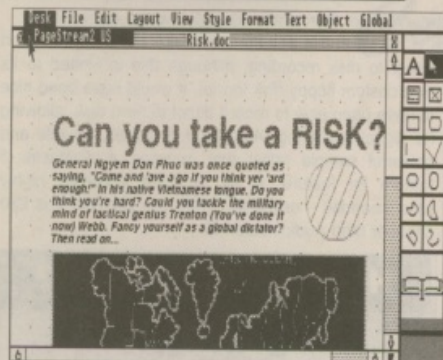 Desk File Edit Layout View Style Format Text Object Global
PageStream2 US
Risk.doc
A
Can you take a RISK?
General Ngyem Dan Phuc was once quoted as
saying, "Come and 'ave a go if you think yer 'ard
enough!" in his native Vietnamese tongue. Do you
think you're hard? Could you tackle the military
mind of tactical genius Trenton (You've done it
now) Webb. Fancy yourself as a global dictator?
Then read on...